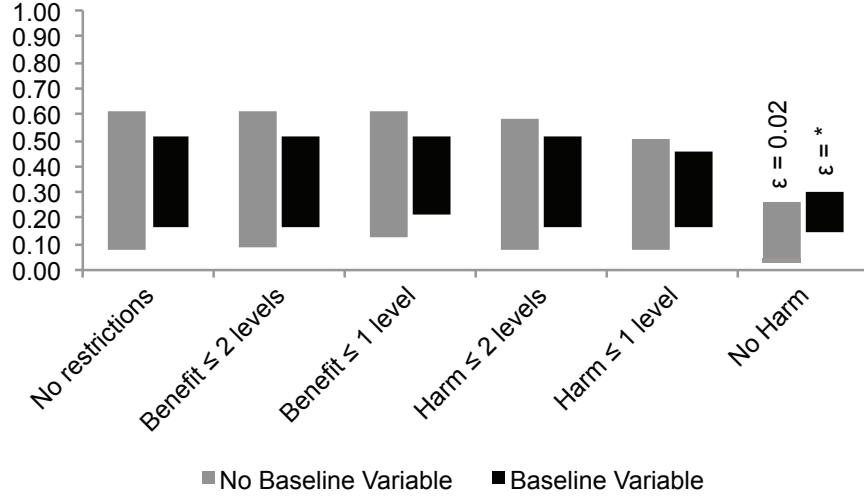 1.00
0.90
0.80
0.70
0.60
0.50
0.40
0.30
0.20
0.10
0.00
ε = 0.02
ε = *
No restrictions
Benefit ≤ 2 levels
Benefit ≤ 1 level
Harm ≤ 2 levels
Harm ≤ 1 level
No Harm
No Baseline Variable
Baseline Variable